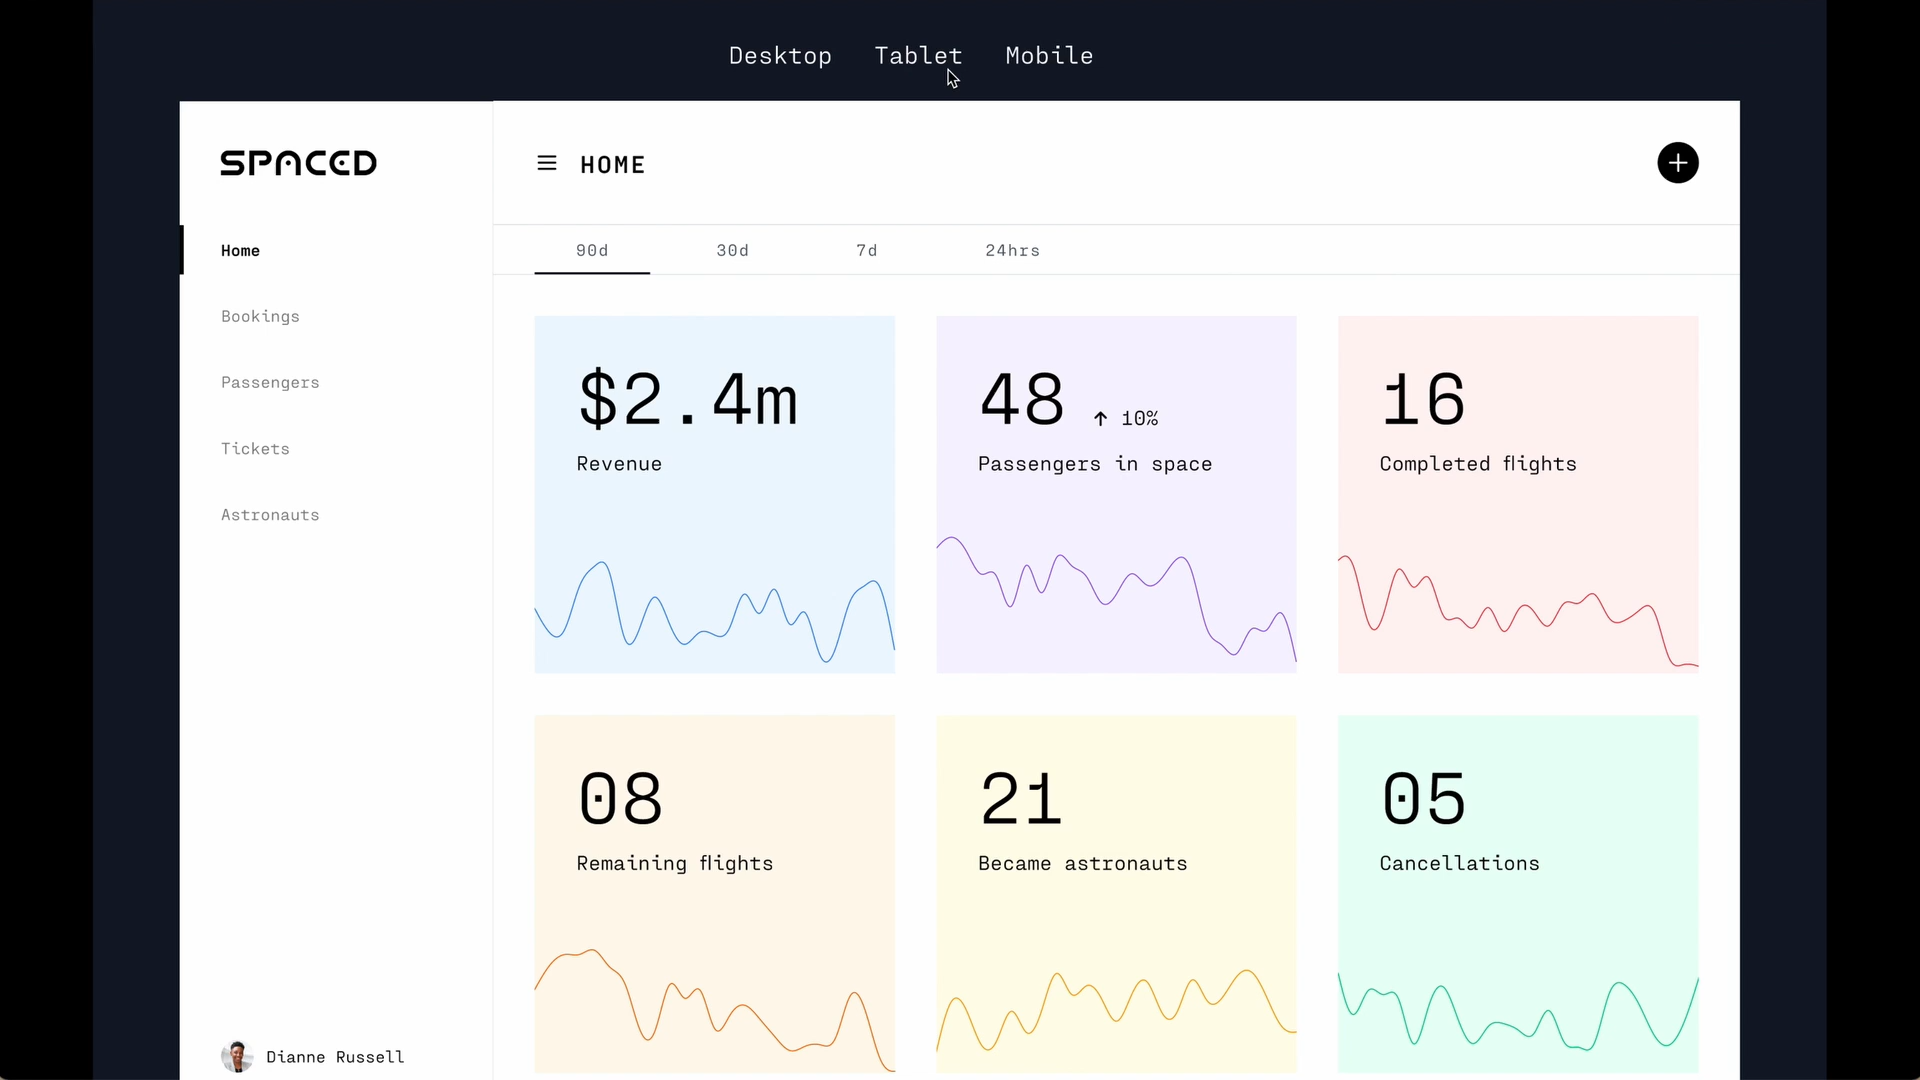 Desktop Tablet Mobile
SPACED
HOME
Home
Bookings
Passengers
Tickets
Astronauts
Dianne Russell
90d 30d 7d 24hrs
$2.4m
Revenue
48 ↑ 10%
Passengers in space
16
Completed flights
08
Remaining flights
21
Became astronauts
05
Cancellations